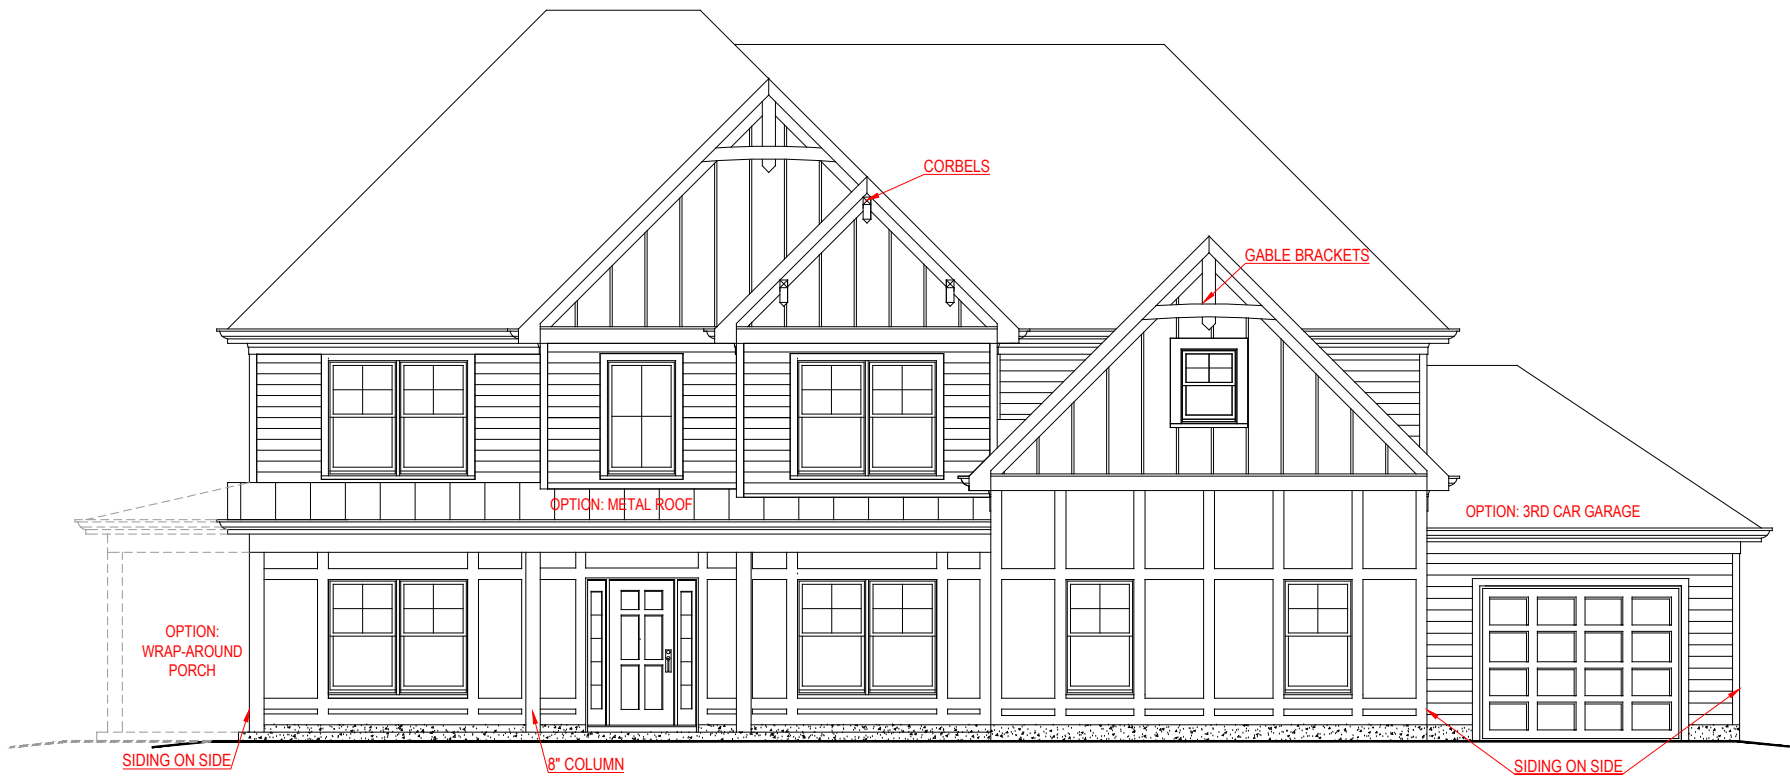 CORBELS
GABLE BRACKETS
OPTION: METAL ROOF
OPTION: 3RD CAR GARAGE
OPTION:
WRAP-AROUND
PORCH
SIDING ON SIDE
8" COLUMN
SIDING ON SIDE